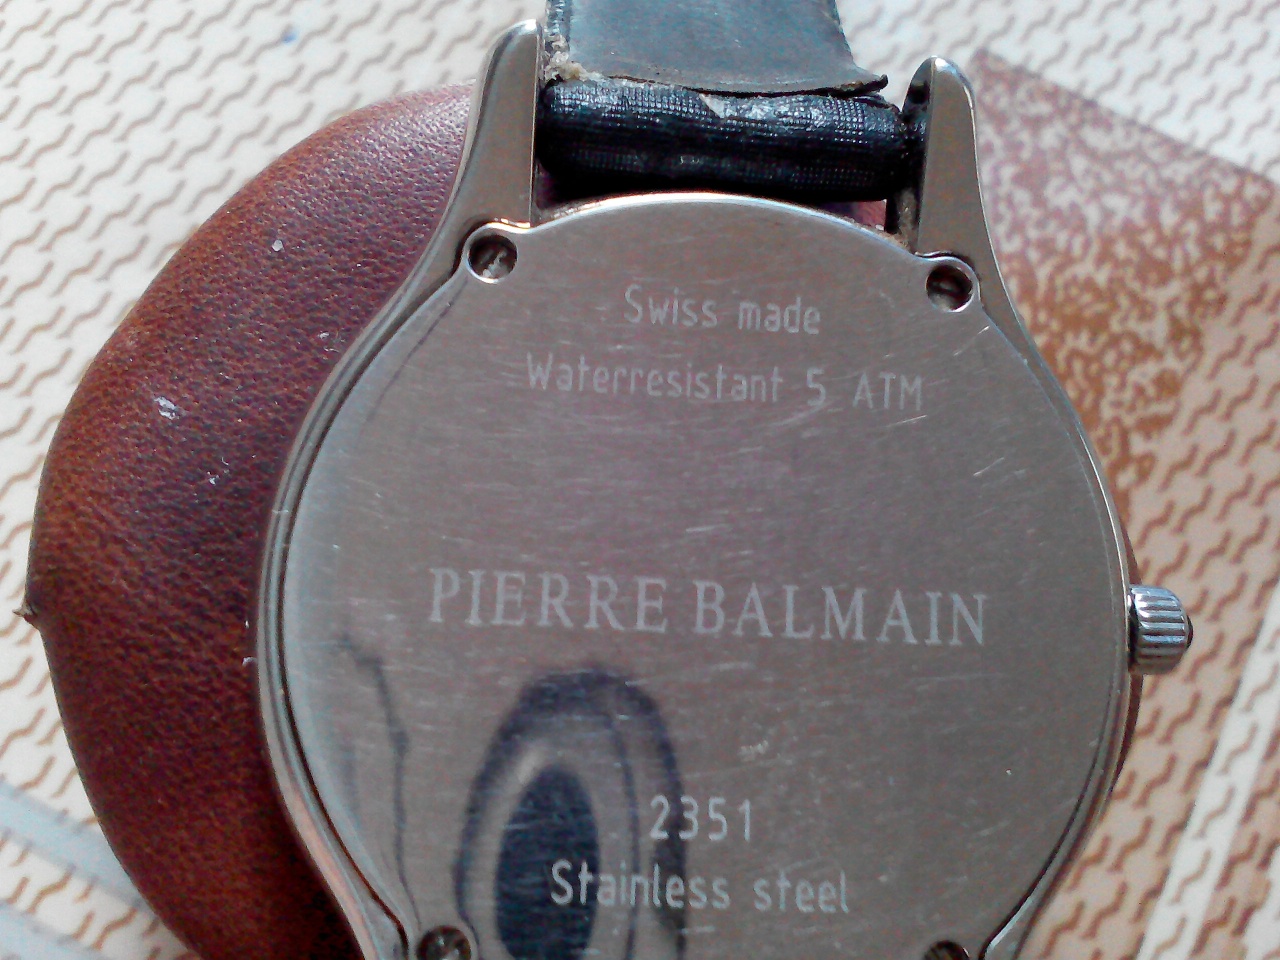 Swiss made
Waterresistant 5 ATM
PIERRE BALMAIN
2351
Stainless steel